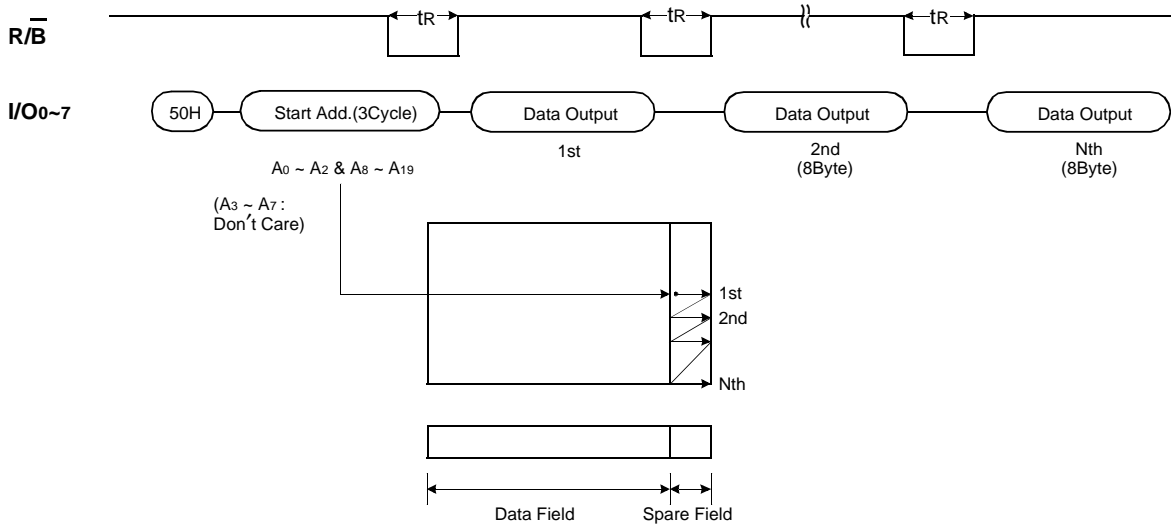 tR tR tR
R/B
I/O0~7 50H Start Add.(3Cycle) Data Output Data Output Data Output
1st 2nd Nth
(8Byte) (8Byte)
A0 ~ A2 & A8 ~ A19
(A3 ~ A7 :
Don't Care)
1st
2nd
Nth
Data Field Spare Field